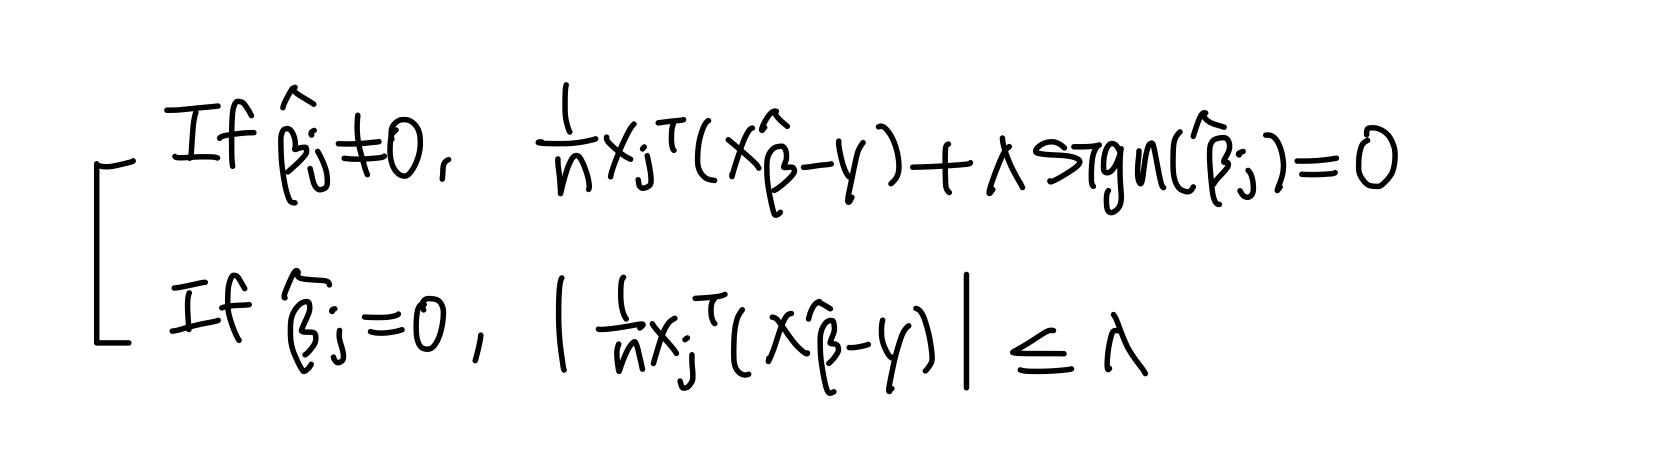 If β̂ⱼ ≠ 0, 1/n xⱼᵀ(Xβ̂ − y) + λ sign(β̂ⱼ) = 0
If β̂ⱼ = 0, | 1/n xⱼᵀ(Xβ̂ − y) | ≤ λ